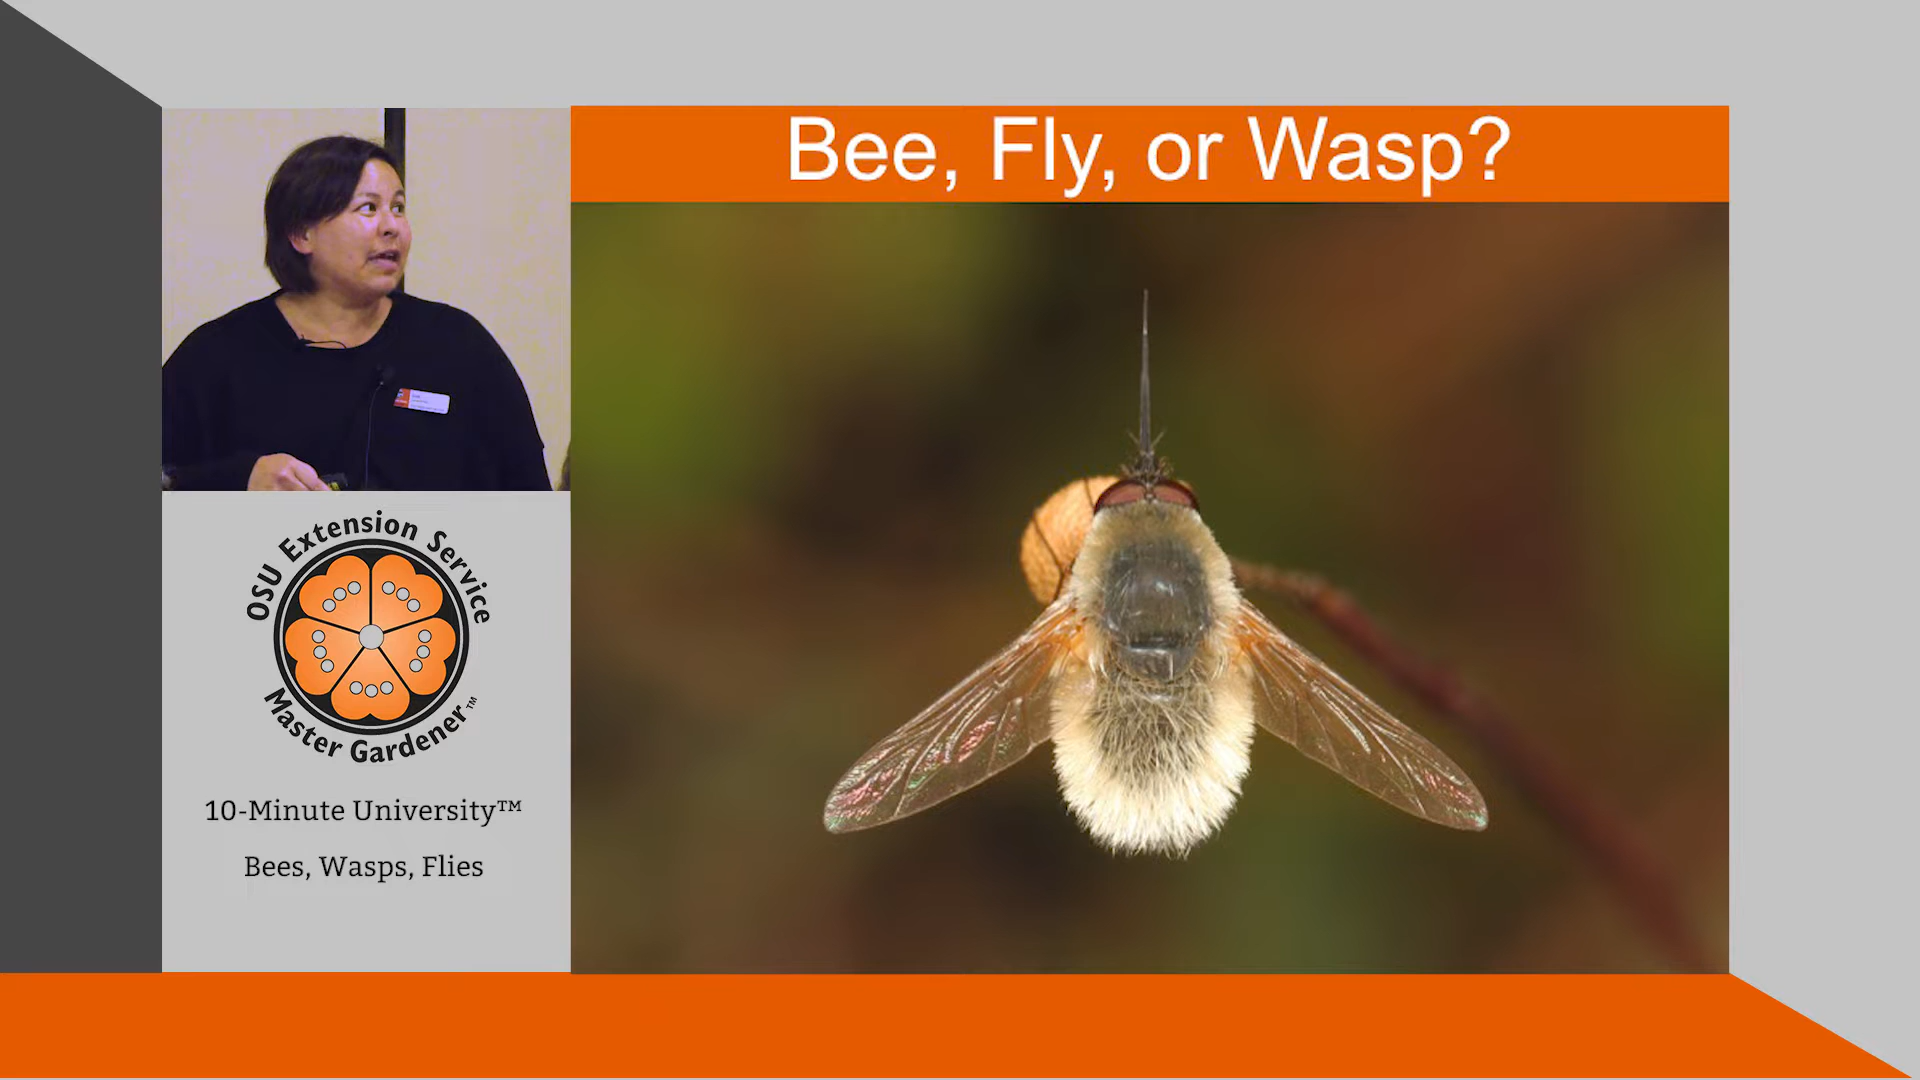 Bee, Fly, or Wasp?
OSU Extension Service
Master Gardener™
10-Minute University™
Bees, Wasps, Flies